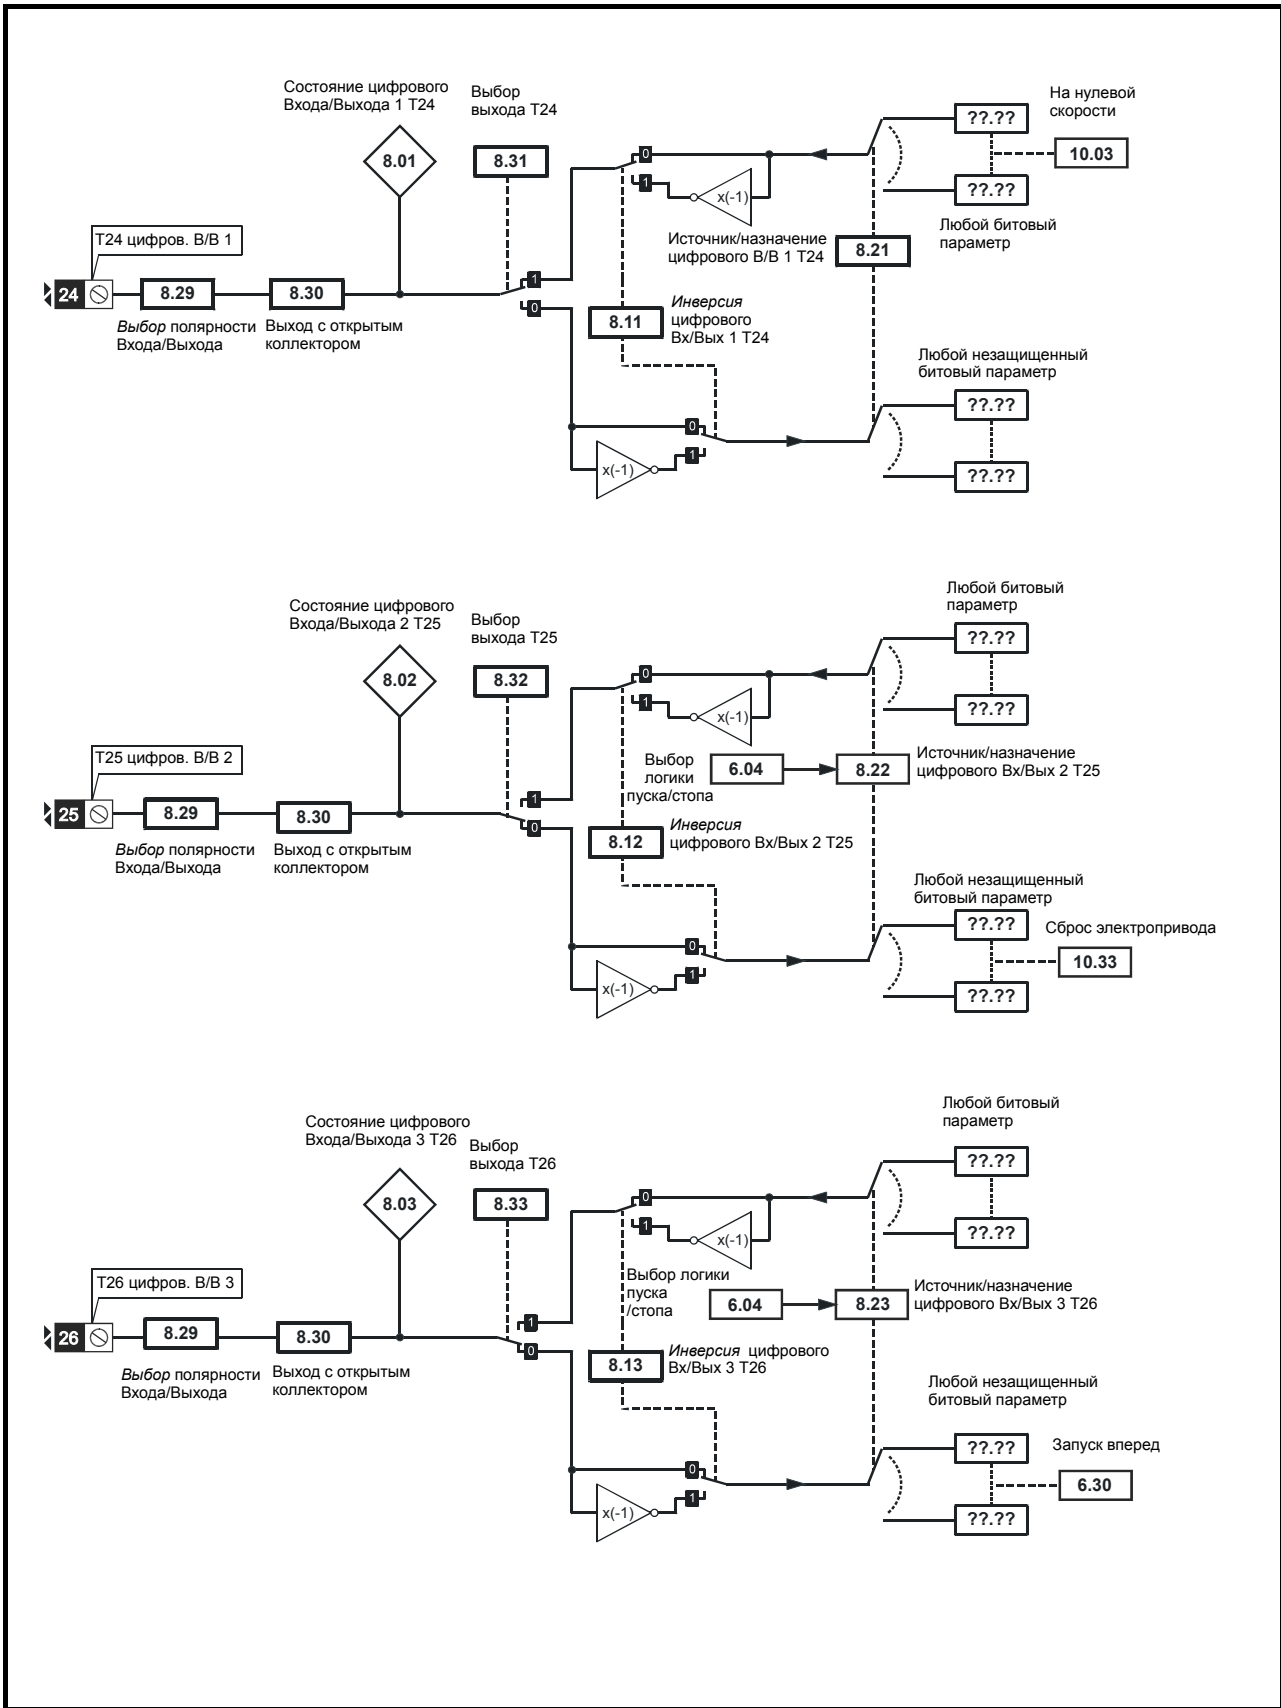 Состояние цифрового
Входа/Выхода 1 T24
Выбор
выхода T24
На нулевой
скорости
8.01
8.31
0
1
x(-1)
??.??
10.03
??.??
Любой битовый
параметр
T24 цифров. В/В 1
Источник/назначение
цифрового В/В 1 T24
8.21
24
8.29
8.30
1
0
Выбор полярности
Входа/Выхода
Выход с открытым
коллектором
8.11
Инверсия
цифрового
Вх/Вых 1 T24
Любой незащищенный
битовый параметр
??.??
0
1
x(-1)
??.??
Состояние цифрового
Входа/Выхода 2 T25
Выбор
выхода T25
Любой битовый
параметр
8.02
8.32
0
1
x(-1)
??.??
??.??
T25 цифров. В/В 2
Выбор
логики
пуска/стопа
6.04
8.22
Источник/назначение
цифрового Вх/Вых 2 T25
25
8.29
8.30
1
0
Выбор полярности
Входа/Выхода
Выход с открытым
коллектором
8.12
Инверсия
цифрового Вх/Вых 2 T25
Любой незащищенный
битовый параметр
??.??
Сброс электропривода
10.33
0
1
x(-1)
??.??
Состояние цифрового
Входа/Выхода 3 T26
Выбор
выхода T26
Любой битовый
параметр
8.03
8.33
0
1
x(-1)
??.??
??.??
T26 цифров. В/В 3
Выбор логики
пуска
/стопа
6.04
8.23
Источник/назначение
цифрового Вх/Вых 3 T26
26
8.29
8.30
1
0
Выбор полярности
Входа/Выхода
Выход с открытым
коллектором
8.13
Инверсия цифрового
Вх/Вых 3 T26
Любой незащищенный
битовый параметр
??.??
Запуск вперед
6.30
0
1
x(-1)
??.??